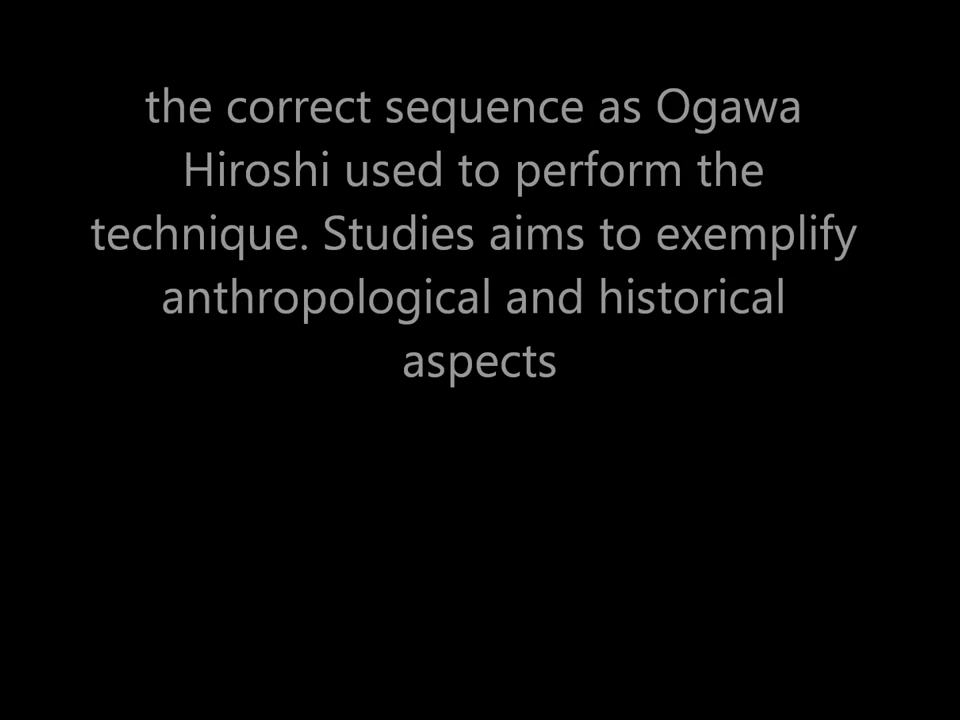 the correct sequence as Ogawa
Hiroshi used to perform the
technique. Studies aims to exemplify
anthropological and historical
aspects